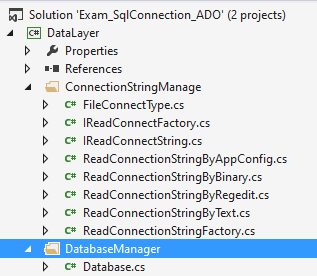 Solution 'Exam_SqlConnection_ADO' (2 projects)
C# DataLayer
Properties
References
ConnectionStringManage
C# FileConnectType.cs
C# IReadConnectFactory.cs
C# IReadConnectString.cs
C# ReadConnectionStringByAppConfig.cs
C# ReadConnectionStringByBinary.cs
C# ReadConnectionStringByRegedit.cs
C# ReadConnectionStringByText.cs
C# ReadConnectionStringFactory.cs
DatabaseManager
C# Database.cs